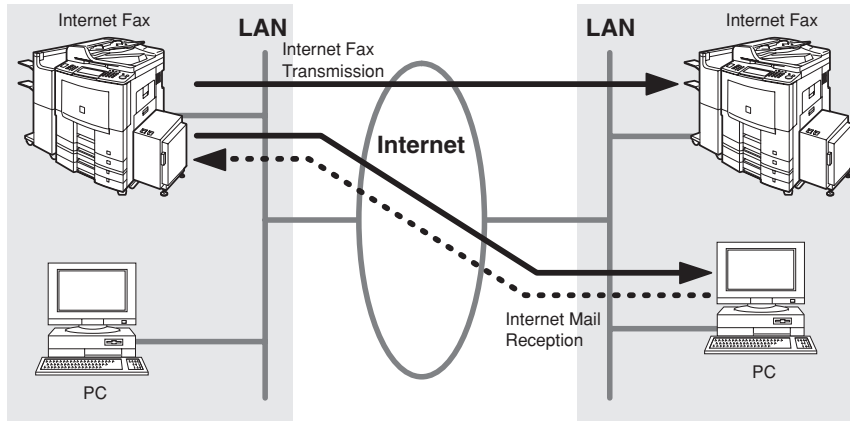 Internet Fax
LAN
Internet Fax
Transmission
LAN
Internet Fax
Internet
Internet Mail
Reception
PC
PC